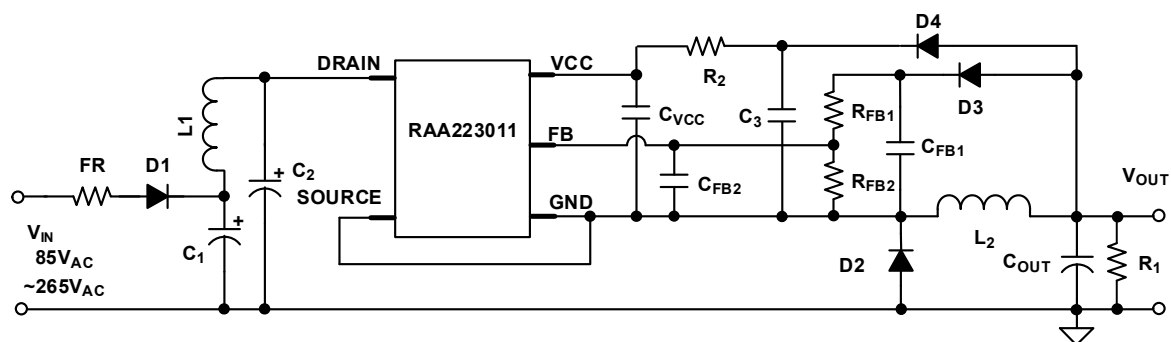 D4
DRAIN
VCC
R2
D3
L1
RAA223011
CVCC
C3
RFB1
FB
CFB1
FR
D1
C2
SOURCE
CFB2
RFB2
VOUT
GND
VIN
85VAC
~265VAC
C1
D2
L2
COUT
R1